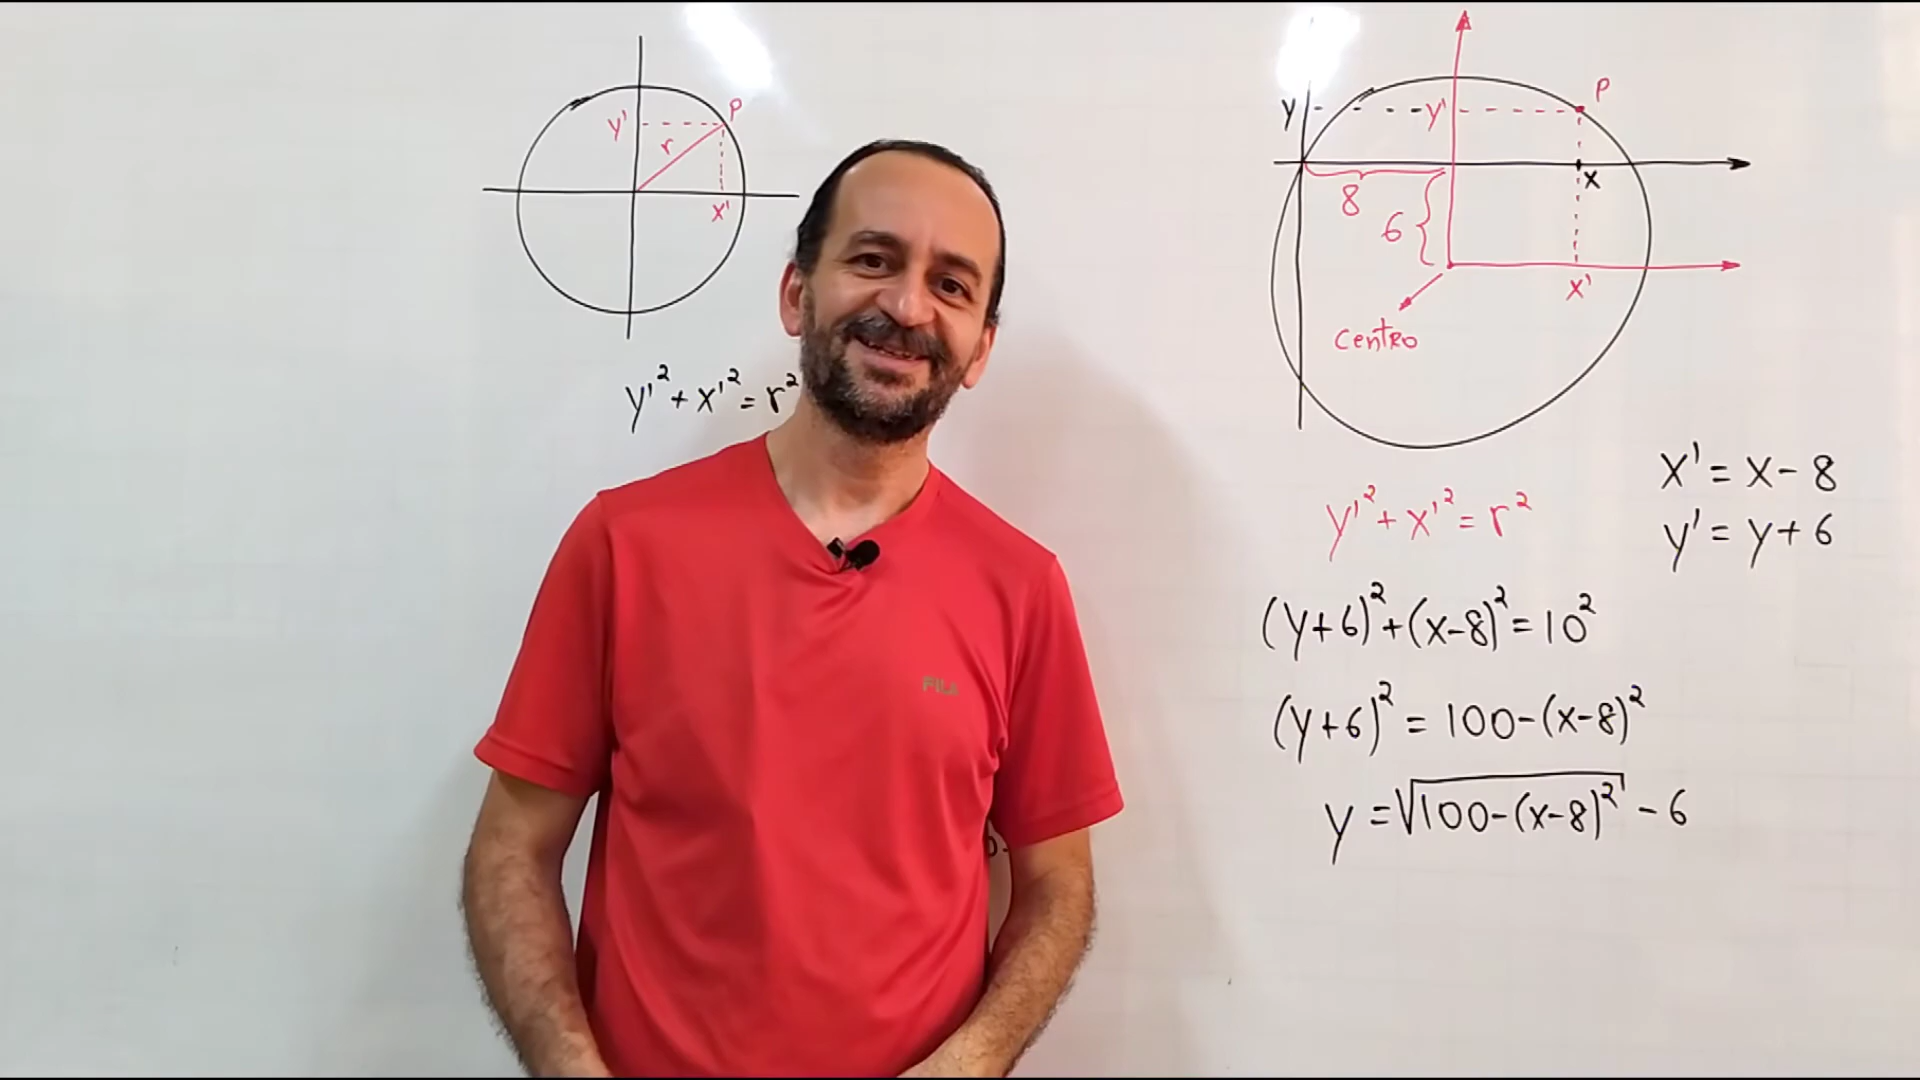 y'
P
r
x'
y'² + x'² = r²
FILA
P
y
y'
x
8
6
x'
centro
x' = x - 8
y' = y + 6
y'² + x'² = r²
(y+6)² + (x-8)² = 10²
(y+6)² = 100 - (x-8)²
y = √100-(x-8)² - 6